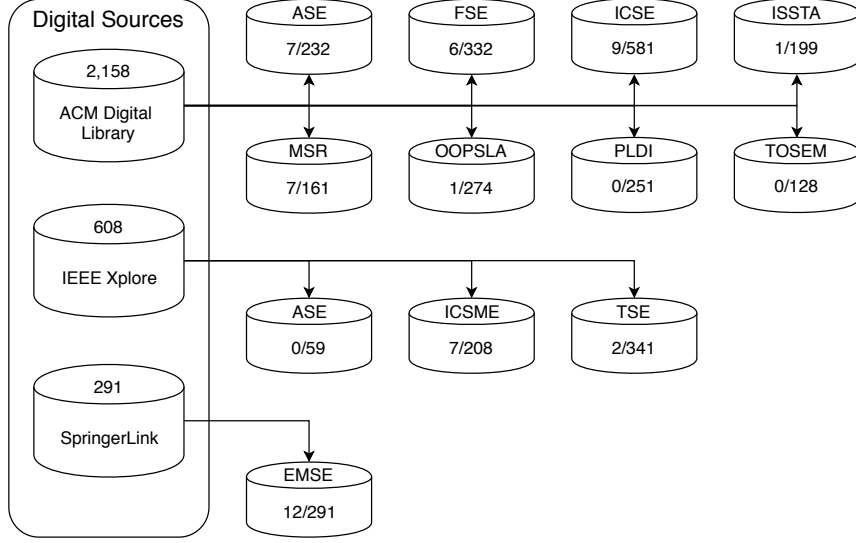 Digital Sources
2,158
ACM Digital
Library
ASE
7/232
FSE
6/332
ICSE
9/581
ISSTA
1/199
MSR
7/161
OOPSLA
1/274
PLDI
0/251
TOSEM
0/128
608
IEEE Xplore
ASE
0/59
ICSME
7/208
TSE
2/341
291
SpringerLink
EMSE
12/291